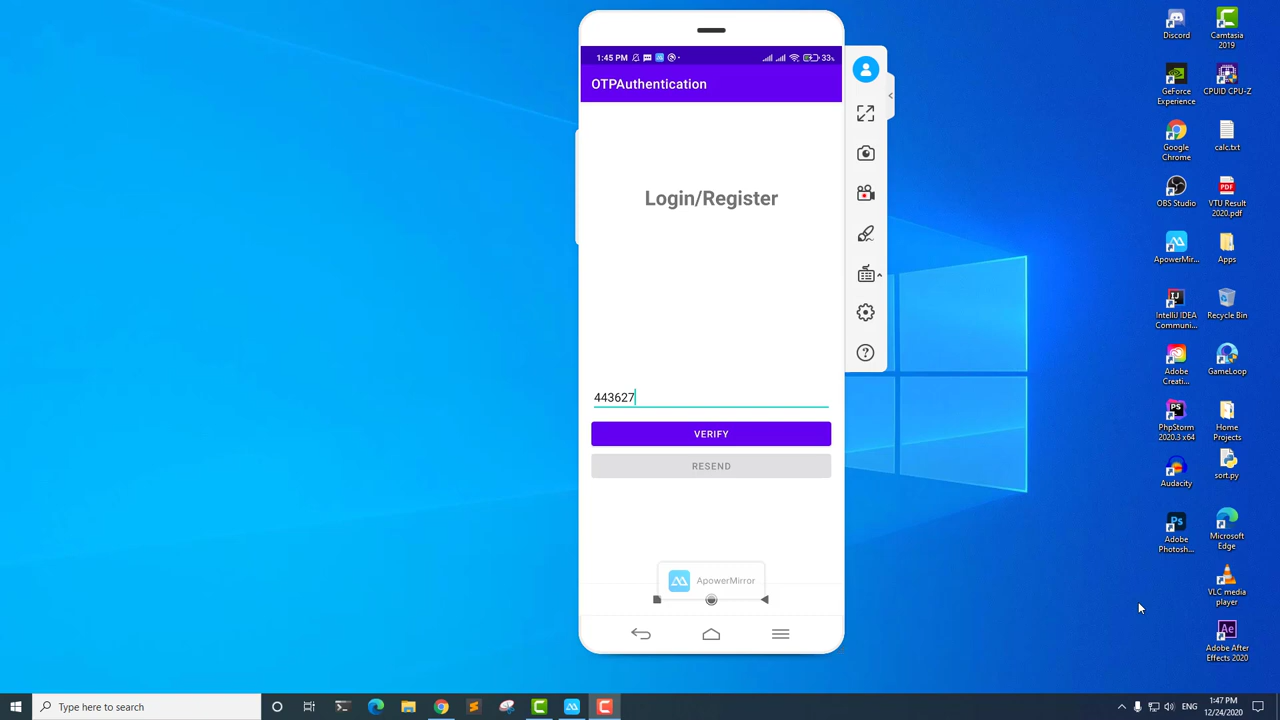 1:45 PM
33%
OTPAuthentication
Login/Register
443627
VERIFY
RESEND
ApowerMirror
Discord
Camtasia
2019
GeForce
Experience
CPUID CPU-Z
Google
Chrome
calc.txt
OBS Studio
VTU Result
2020.pdf
ApowerMir...
Apps
IntelliJ IDEA
Communi...
Recycle Bin
Adobe
Creati...
GameLoop
PhpStorm
2020.3 x64
Home
Projects
Audacity
sort.py
Adobe
Photosh...
Microsoft
Edge
VLC media
player
Adobe After
Effects 2020
Type here to search
ENG
1:47 PM
12/24/2020